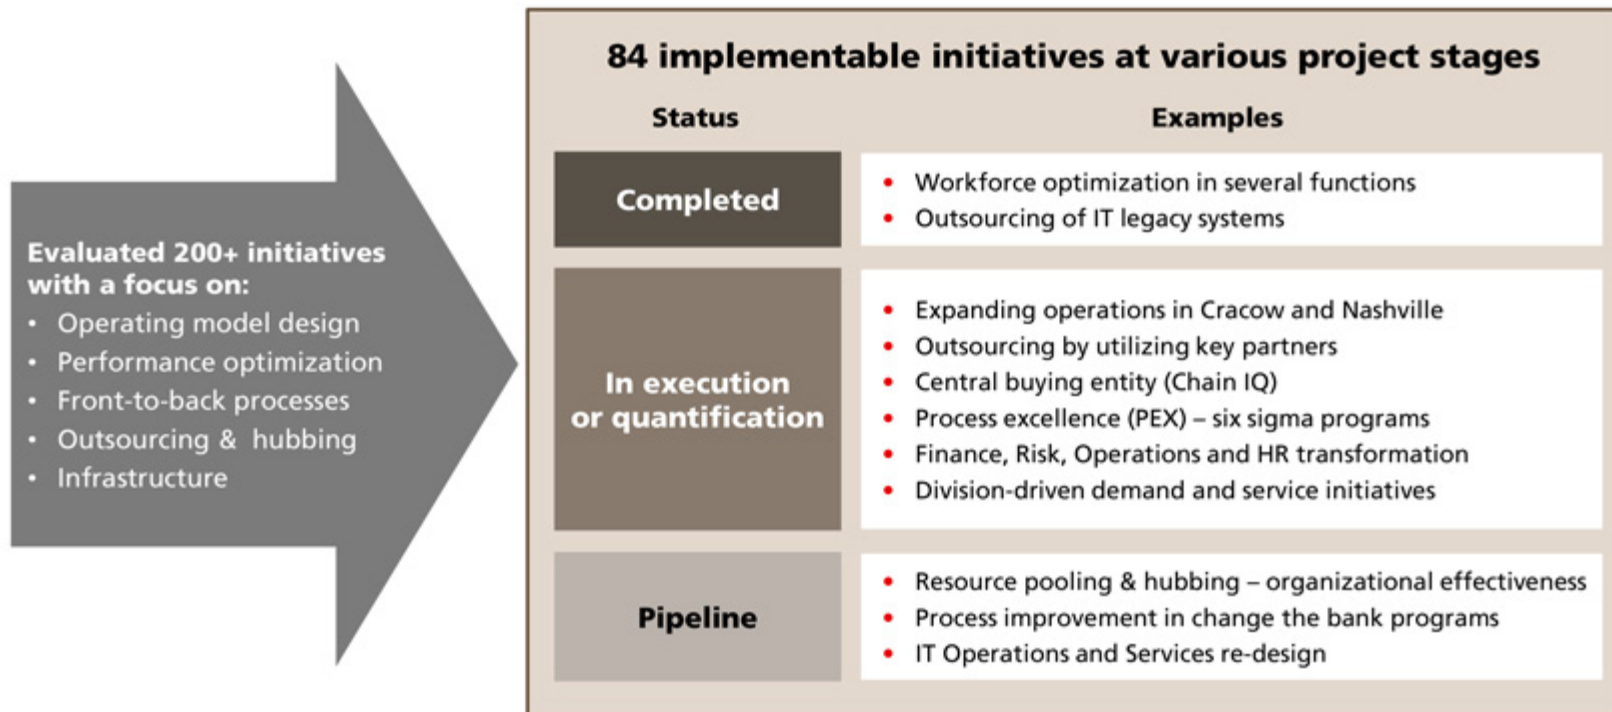 Evaluated 200+ initiatives
with a focus on:
• Operating model design
• Performance optimization
• Front-to-back processes
• Outsourcing & hubbing
• Infrastructure
84 implementable initiatives at various project stages
Status
Examples
Completed
• Workforce optimization in several functions
• Outsourcing of IT legacy systems
In execution
or quantification
• Expanding operations in Cracow and Nashville
• Outsourcing by utilizing key partners
• Central buying entity (Chain IQ)
• Process excellence (PEX) – six sigma programs
• Finance, Risk, Operations and HR transformation
• Division-driven demand and service initiatives
Pipeline
• Resource pooling & hubbing – organizational effectiveness
• Process improvement in change the bank programs
• IT Operations and Services re-design